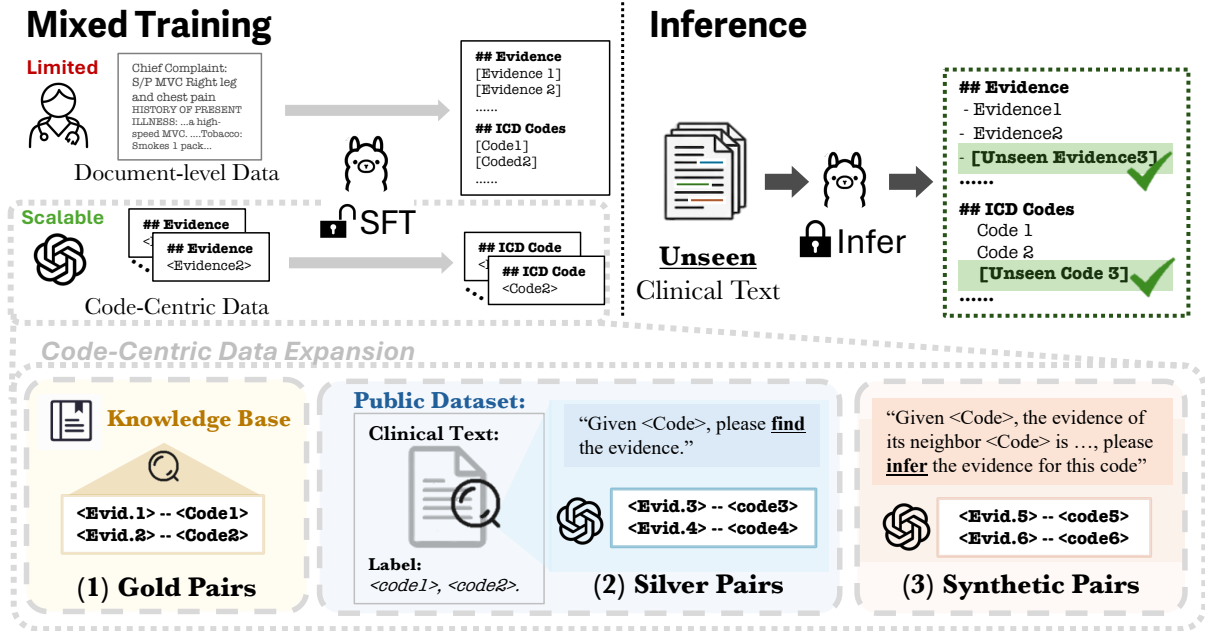 Mixed Training
Limited
Chief Complaint:
S/P MVC Right leg
and chest pain
HISTORY OF PRESENT
ILLNESS: ...a high-
speed MVC. ....Tobacco:
Smokes 1 pack...
Document-level Data
## Evidence
[Evidence 1]
[Evidence 2]
......
## ICD Codes
[Code1]
[Coded2]
......
SFT
Scalable
## Evidence
## Evidence
<Evidence2>
Code-Centric Data
## ICD Code
## ICD Code
<Code2>
Inference
Unseen
Clinical Text
Infer
## Evidence
- Evidence1
- Evidence2
- [Unseen Evidence3]
......
## ICD Codes
Code 1
Code 2
[Unseen Code 3]
......
Code-Centric Data Expansion
Knowledge Base
<Evid.1> -- <Code1>
<Evid.2> -- <Code2>
(1) Gold Pairs
Public Dataset:
Clinical Text:
Label:
<code1>, <code2>.
“Given <Code>, please find
the evidence.”
<Evid.3> -- <code3>
<Evid.4> -- <code4>
(2) Silver Pairs
“Given <Code>, the evidence of
its neighbor <Code> is …, please
infer the evidence for this code”
<Evid.5> -- <code5>
<Evid.6> -- <code6>
(3) Synthetic Pairs